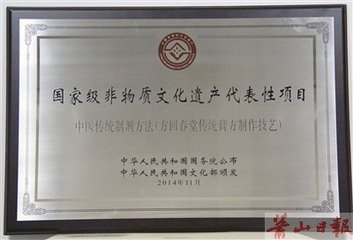 国家级非物质文化遗产代表性项目
中医传统制剂方法(方回春堂传统膏方制作技艺)
中华人民共和国国务院公布
中华人民共和国文化部颁发
2014年11月
萧山日报